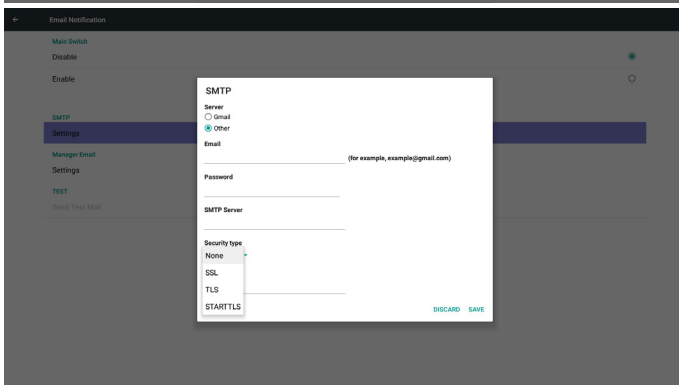 Email Notification
Main Switch
Disable
Enable
SMTP
Settings
Manager Email
Settings
TEST
Send Test Mail
SMTP
Server
Gmail
Other
Email
(for example, example@gmail.com)
Password
SMTP Server
Security type
None
SSL
TLS
STARTTLS
DISCARD SAVE